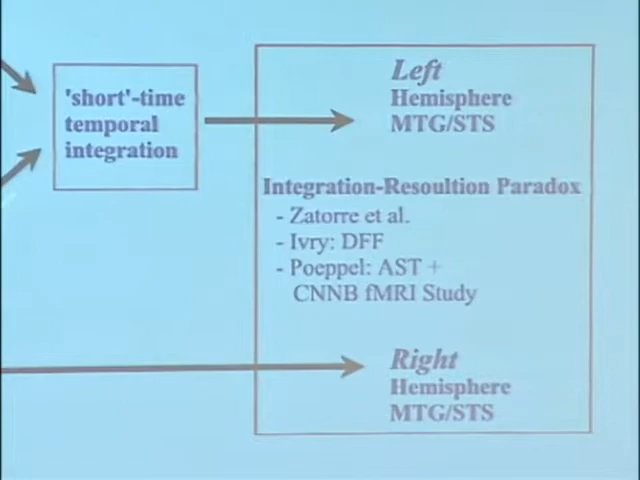 'short'-time
temporal
integration
Left
Hemisphere
MTG/STS
Integration-Resoultion Paradox
- Zatorre et al.
- Ivry: DFF
- Poeppel: AST +
CNNB fMRI Study
Right
Hemisphere
MTG/STS